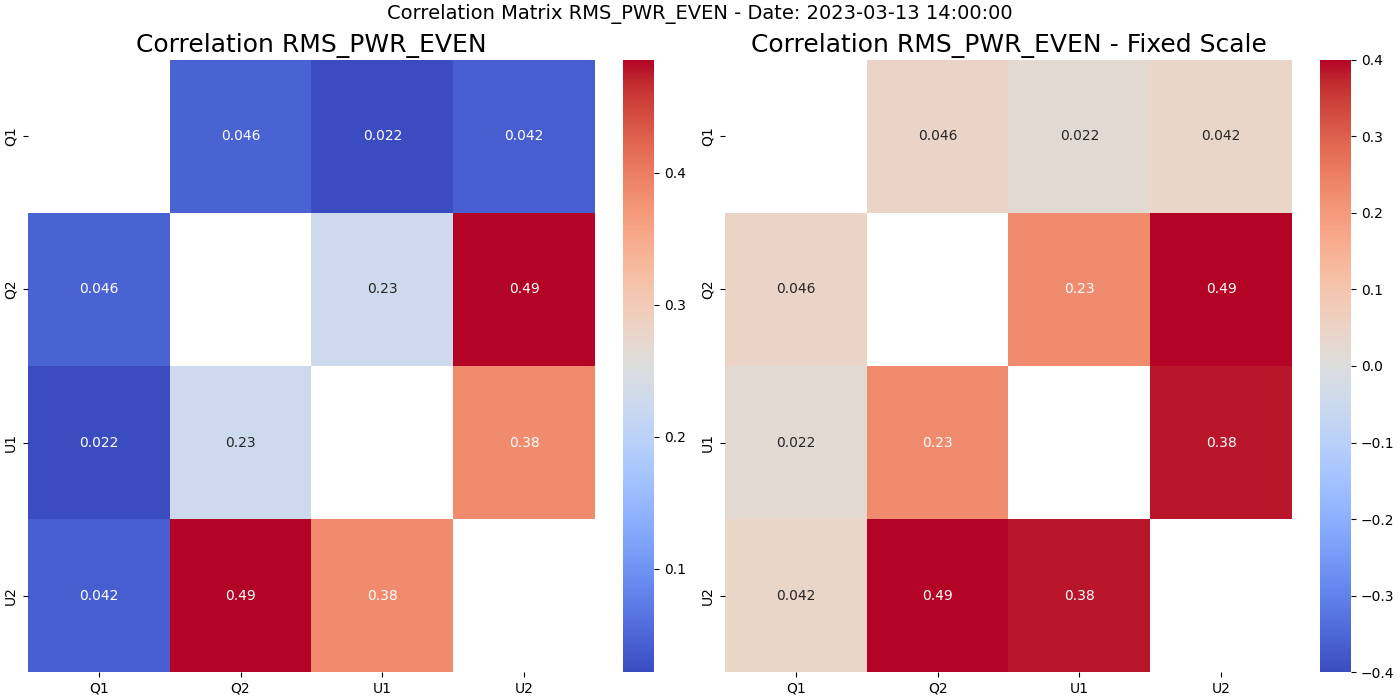 Correlation Matrix RMS_PWR_EVEN - Date: 2023-03-13 14:00:00
Correlation RMS_PWR_EVEN
Q1
0.046
0.022
0.042
Q2
0.046
0.23
0.49
U1
0.022
0.23
0.38
U2
0.042
0.49
0.38
Q1
Q2
U1
U2
0.4
0.3
0.2
0.1
Correlation RMS_PWR_EVEN - Fixed Scale
Q1
0.046
0.022
0.042
Q2
0.046
0.23
0.49
U1
0.022
0.23
0.38
U2
0.042
0.49
0.38
Q1
Q2
U1
U2
0.4
0.3
0.2
0.1
0.0
−0.1
−0.2
−0.3
−0.4